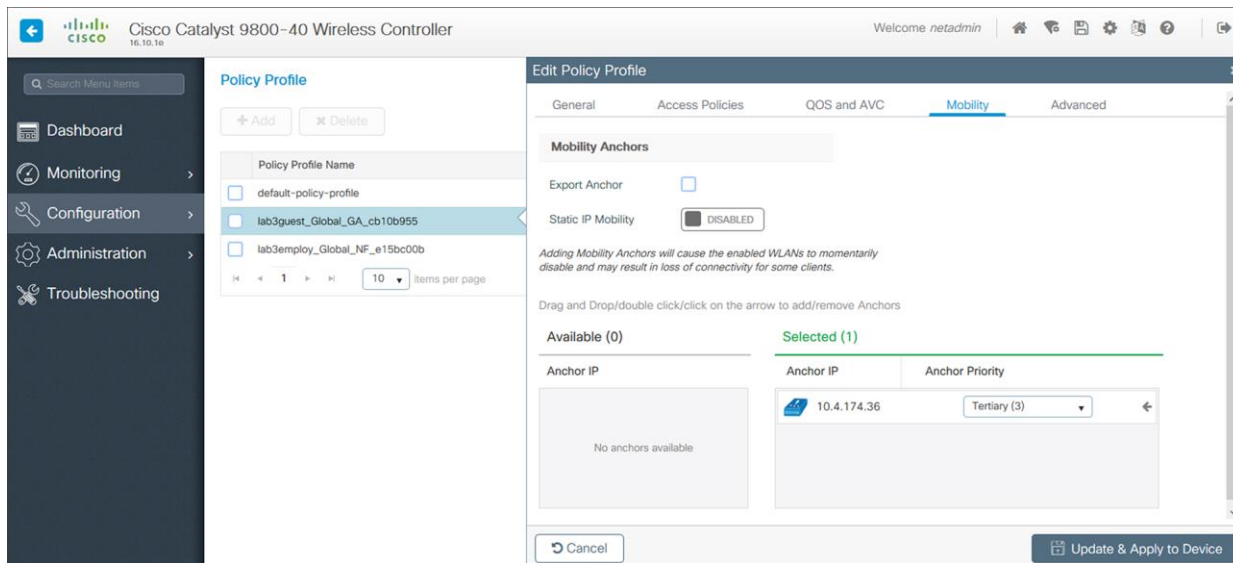 CISCO
Cisco Catalyst 9800-40 Wireless Controller
16.10.1e
Welcome netadmin
Search Menu Items
Dashboard
Monitoring
Configuration
Administration
Troubleshooting
Policy Profile
Add
Delete
Policy Profile Name
default-policy-profile
lab3guest_Global_GA_cb10b955
lab3employ_Global_NF_e15bc00b
1
10
items per page
Edit Policy Profile
General Access Policies QOS and AVC Mobility Advanced
Mobility Anchors
Export Anchor
Static IP Mobility DISABLED
Adding Mobility Anchors will cause the enabled WLANs to momentarily
disable and may result in loss of connectivity for some clients.
Drag and Drop/double click/click on the arrow to add/remove Anchors
Available (0)
Anchor IP
No anchors available
Selected (1)
Anchor IP Anchor Priority
10.4.174.36 Tertiary (3)
Cancel
Update & Apply to Device